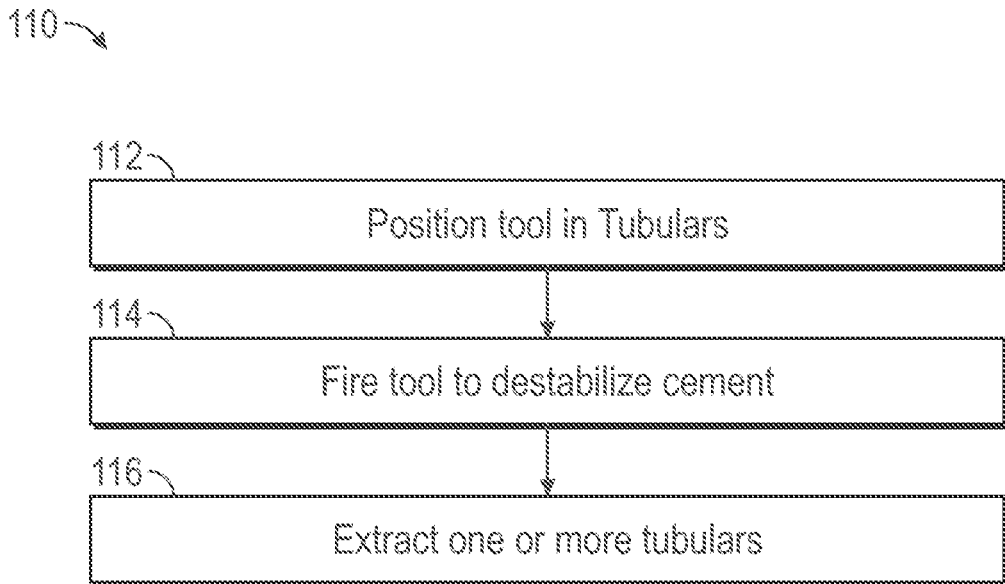 110
112
Position tool in Tubulars
114
Fire tool to destabilize cement
116
Extract one or more tubulars